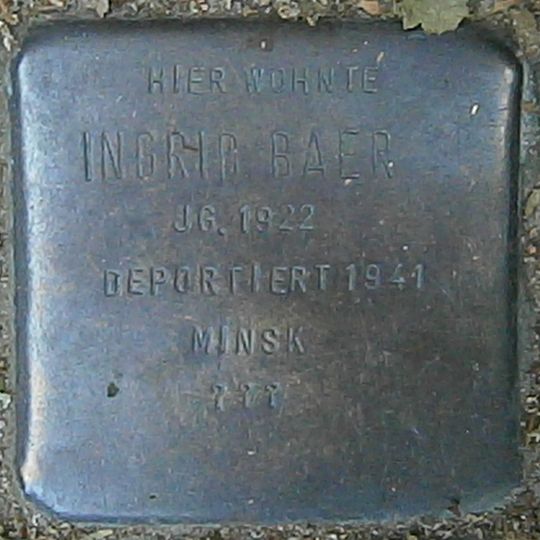 HIER WOHNTE
INGRID BAER
JG. 1922
DEPORTIERT 1941
MINSK
???